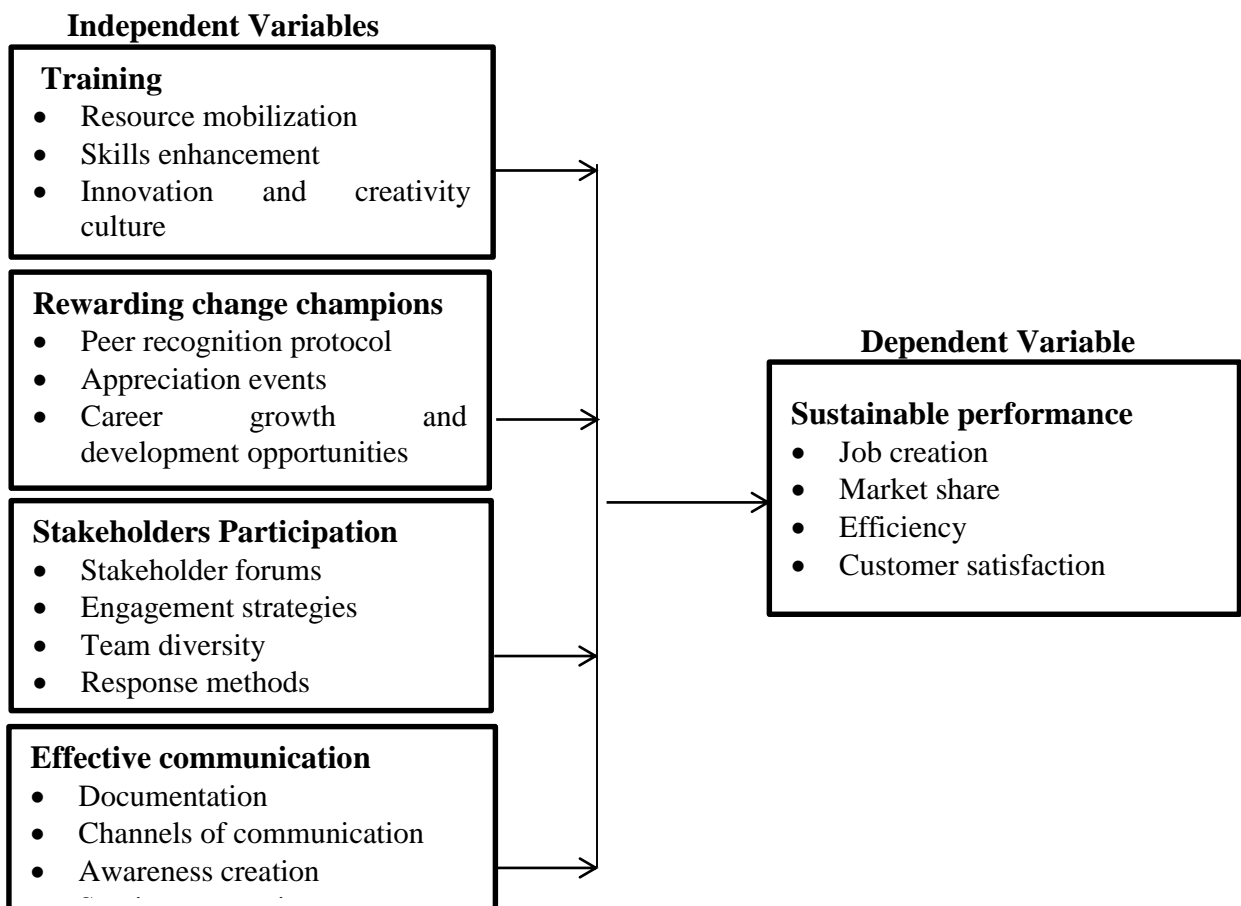 Independent Variables
Training
• Resource mobilization
• Skills enhancement
• Innovation and creativity
culture
Rewarding change champions
• Peer recognition protocol
• Appreciation events
• Career growth and
development opportunities
Stakeholders Participation
• Stakeholder forums
• Engagement strategies
• Team diversity
• Response methods
Effective communication
• Documentation
• Channels of communication
• Awareness creation
Dependent Variable
Sustainable performance
• Job creation
• Market share
• Efficiency
• Customer satisfaction